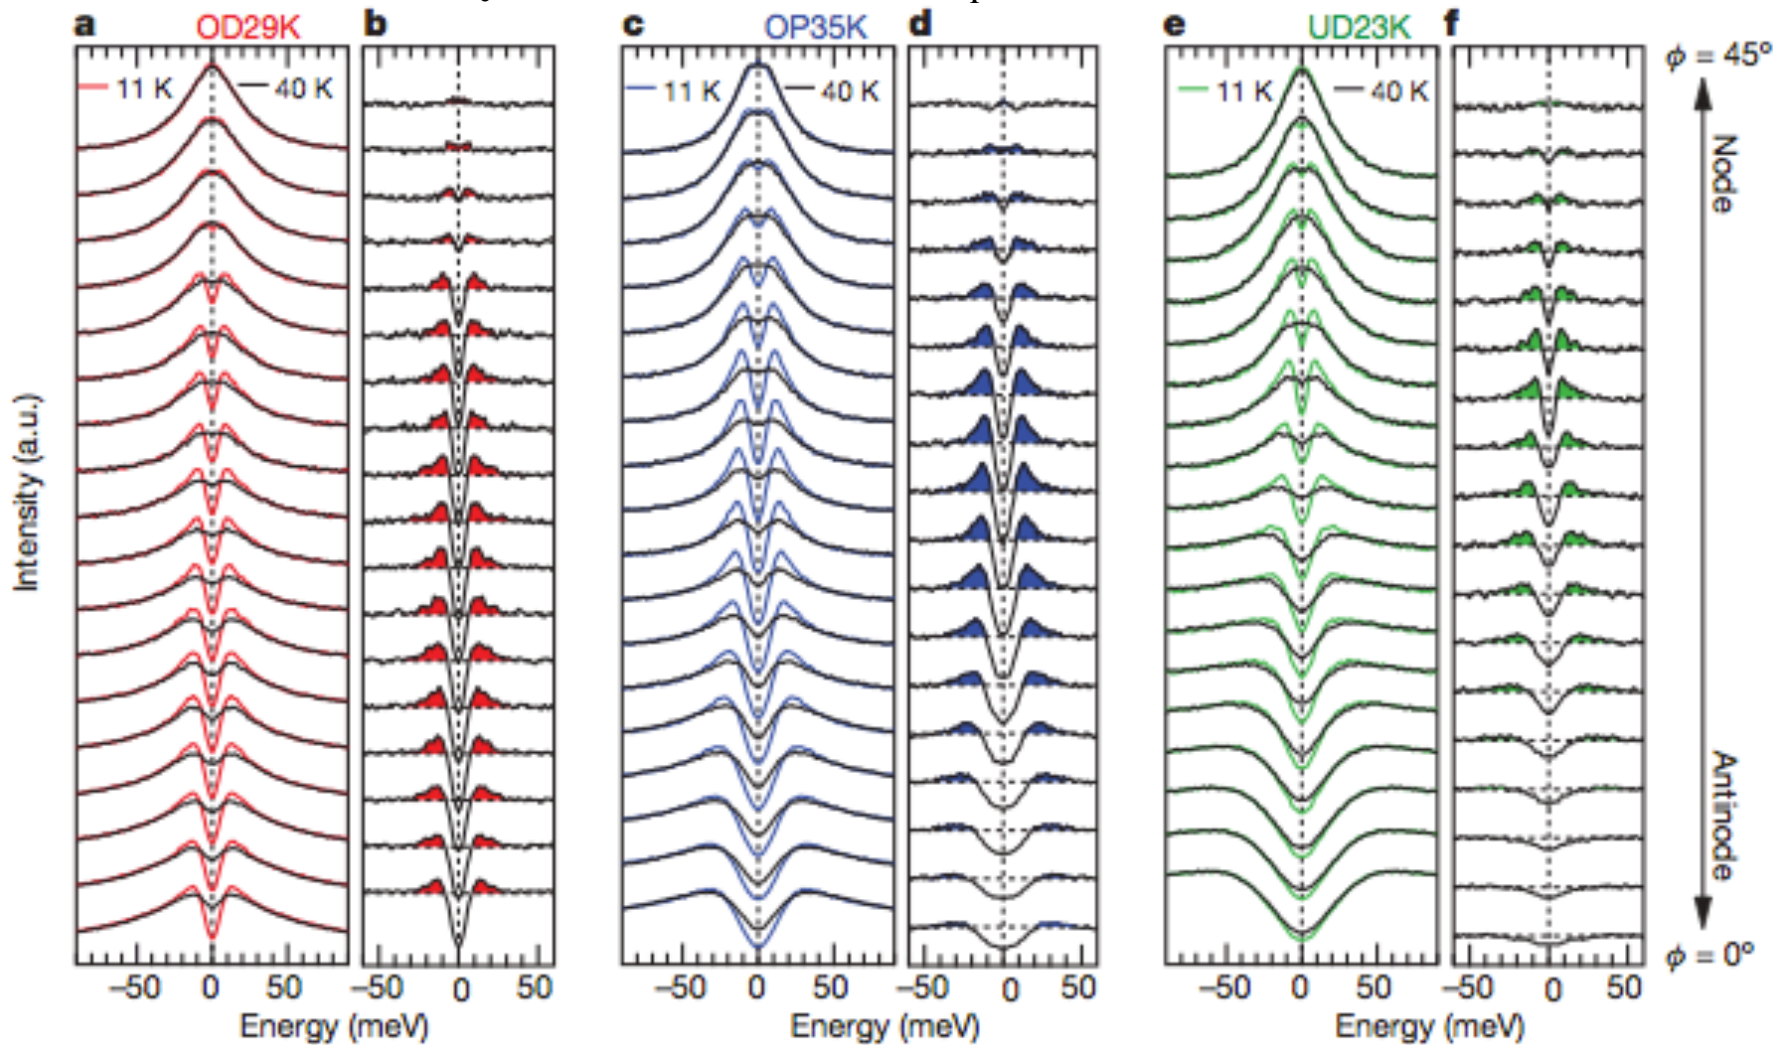 a OD29K b c OP35K d e UD23K f
ϕ = 45°
11 K 40 K 11 K 40 K 11 K 40 K
Node
Intensity (a.u.)
Antinode
ϕ = 0°
−50 0 50 −50 0 50 −50 0 50 −50 0 50 −50 0 50 −50 0 50
Energy (meV) Energy (meV) Energy (meV)